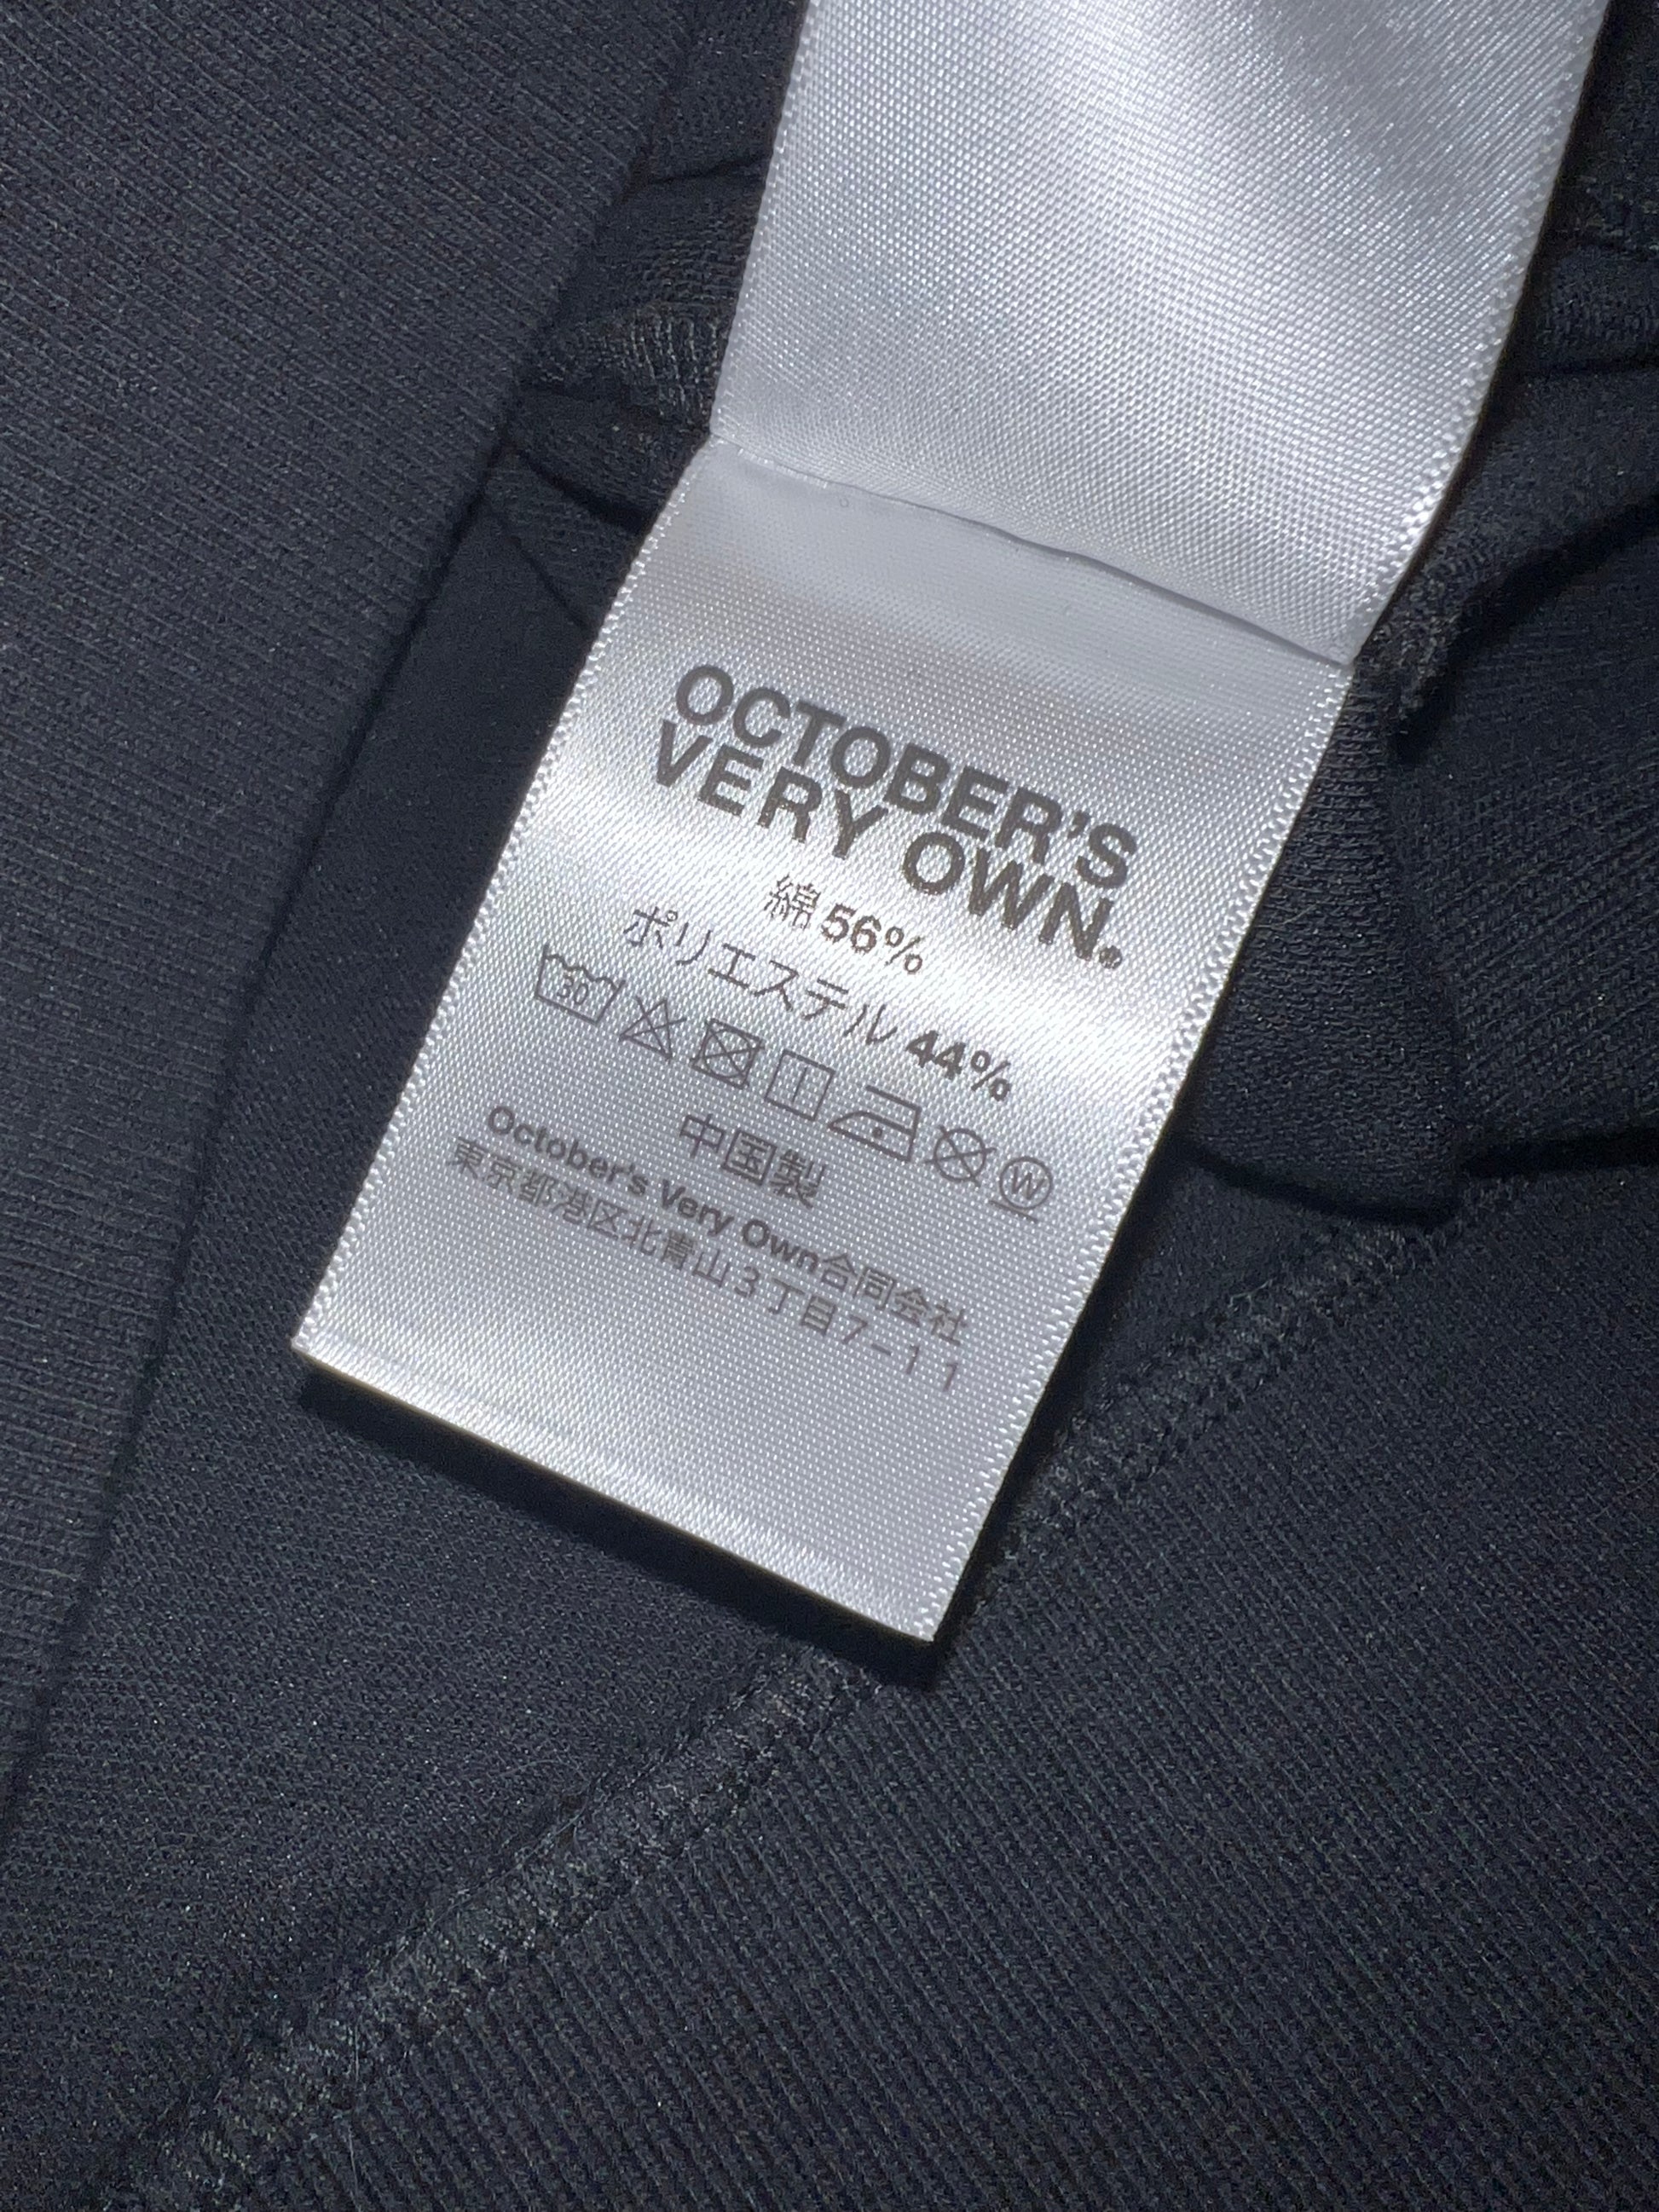 OCTOBER'S
VERY OWN.
綿 56%
ポリエステル 44%
30
W
中国製
October's Very Own合同会社
東京都港区北青山3丁目7-11